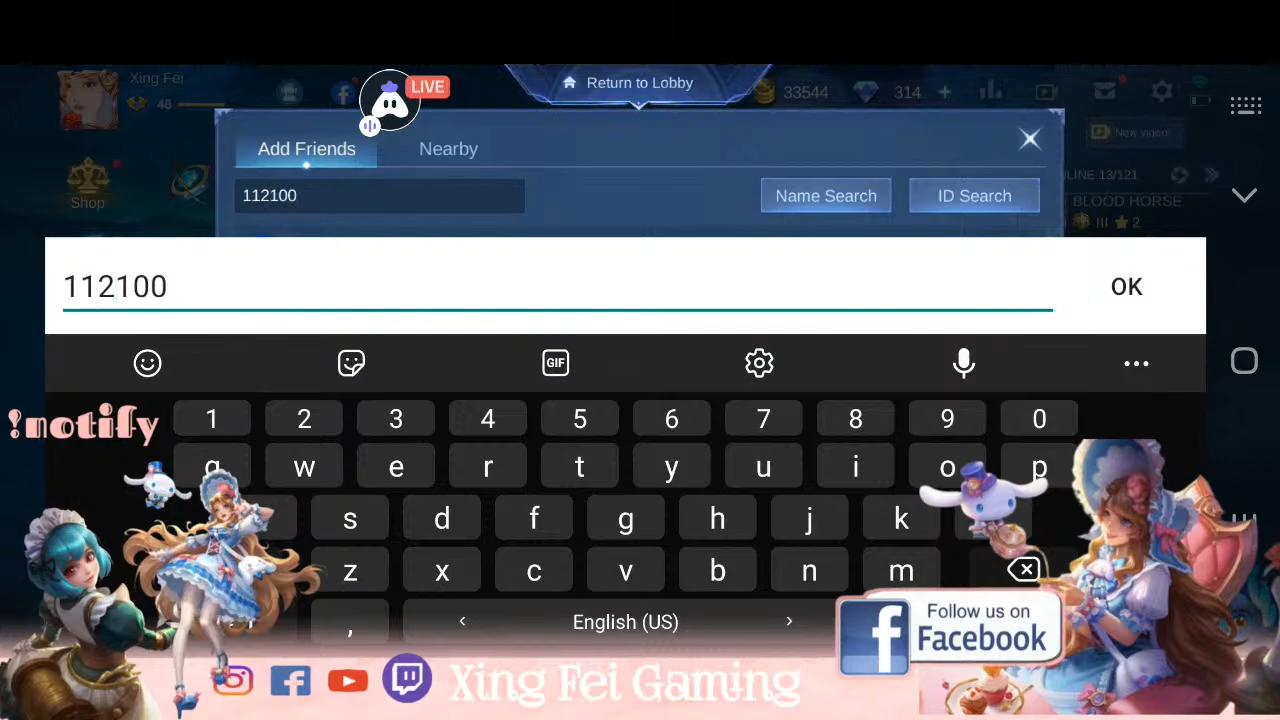 Xing Fei
46
LIVE
Return to Lobby
33544
314
New video!
Add Friends
Nearby
112100
Name Search
ID Search
LINE 13/121
BLOOD HORSE
III ★ 2
Shop
112100
OK
GIF
!notify
1 2 3 4 5 6 7 8 9 0
q w e r t y u i o p
s d f g h j k
z x c v b n m
, < English (US) >
Follow us on
Facebook
Xing Fei Gaming